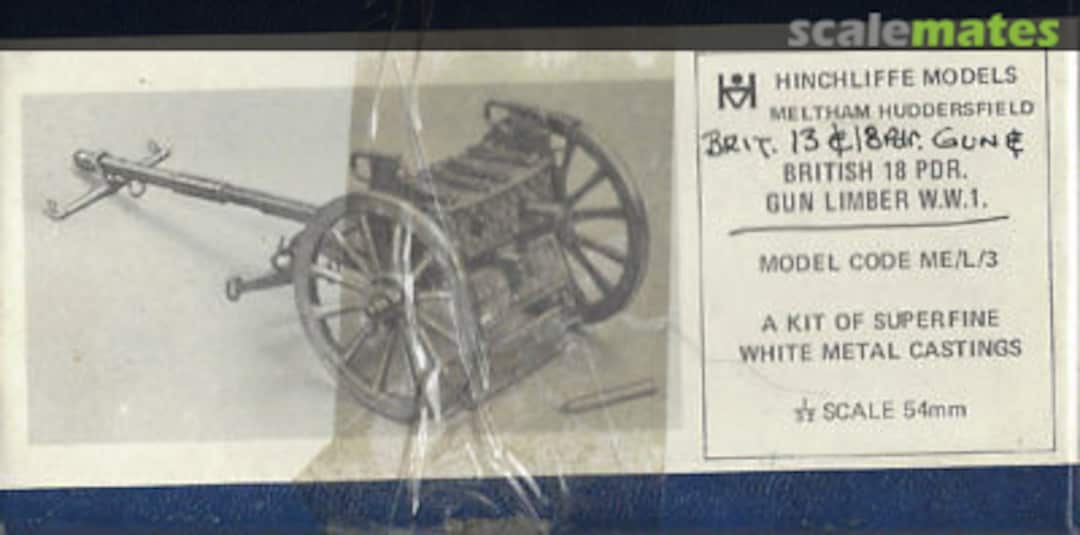 scalemates
HINCHLIFFE MODELS
MELTHAM HUDDERSFIELD
BRIT. 13 & 18 Pdr. GUN &
BRITISH 18 PDR.
GUN LIMBER W.W.1.
MODEL CODE ME/L/3
A KIT OF SUPERFINE
WHITE METAL CASTINGS
1/32 SCALE 54mm